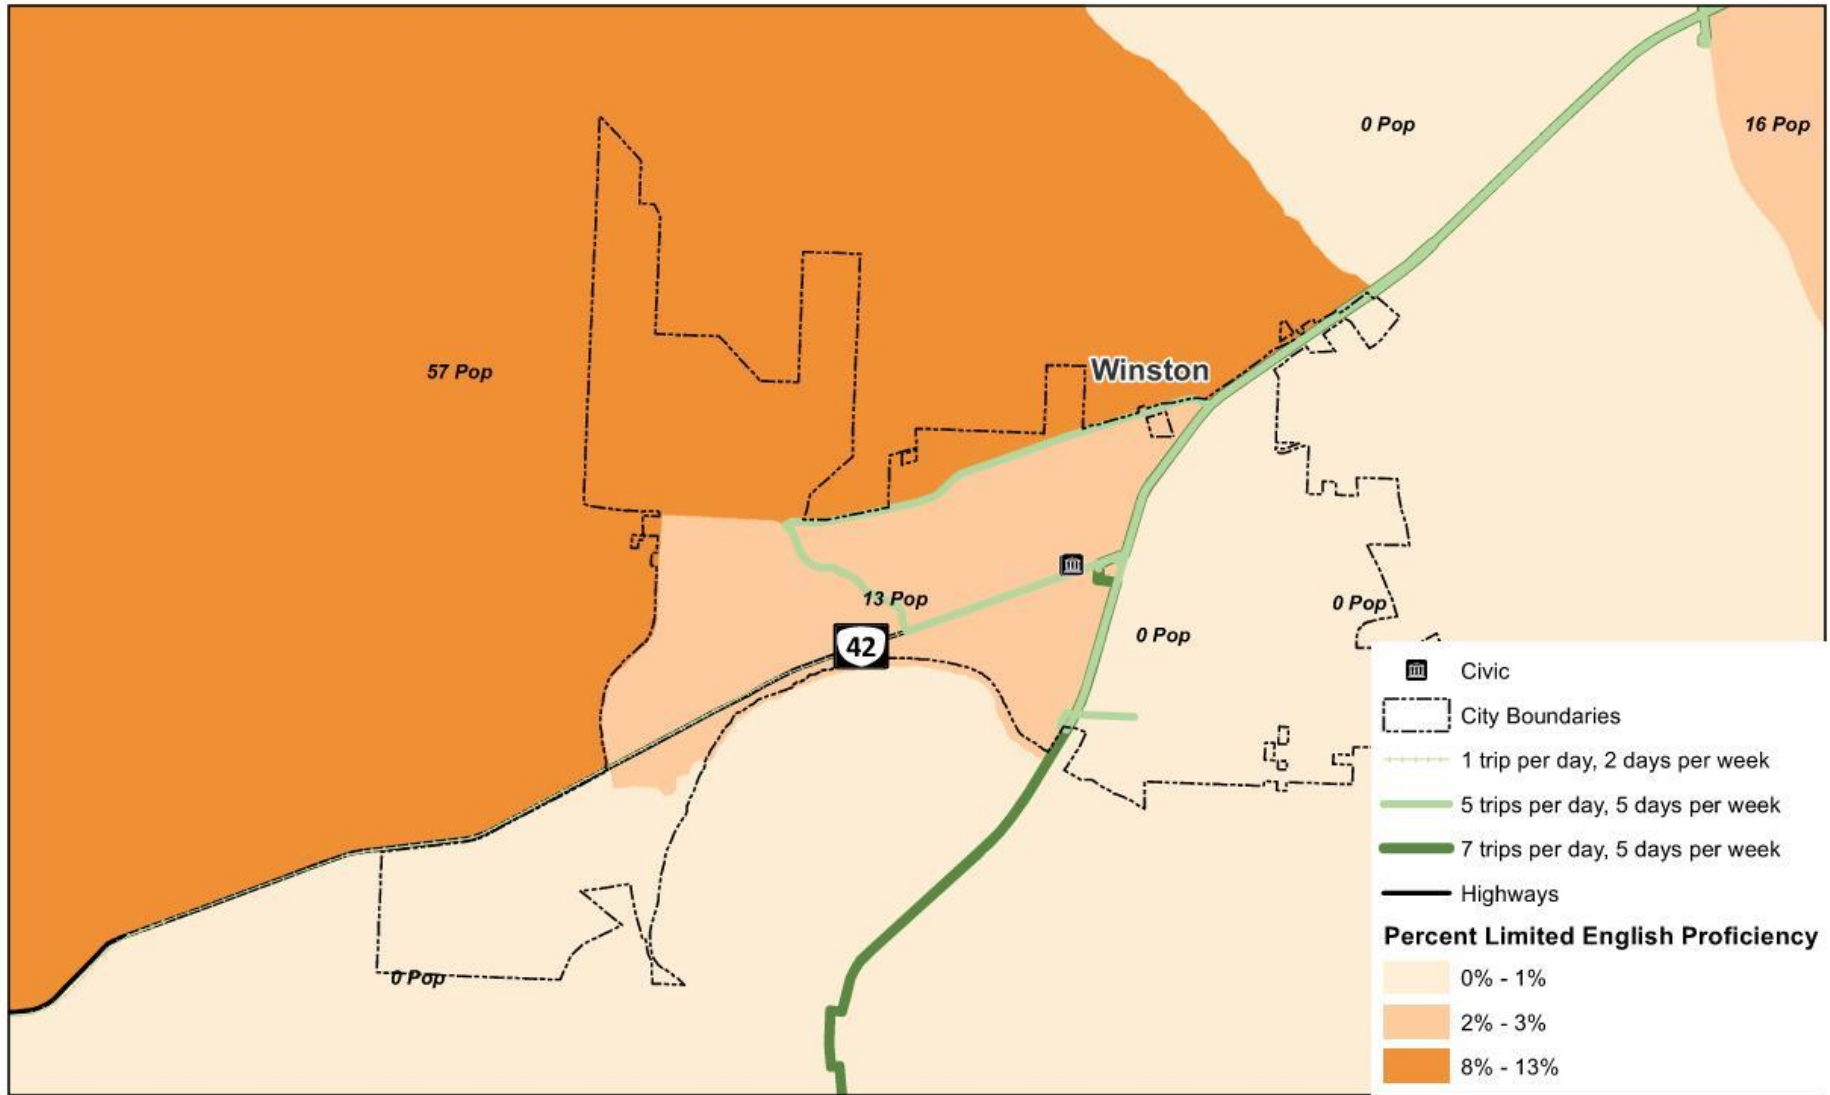 0 Pop
16 Pop
57 Pop
Winston
13 Pop
0 Pop
0 Pop
42
0 Pop
Civic
City Boundaries
1 trip per day, 2 days per week
5 trips per day, 5 days per week
7 trips per day, 5 days per week
Highways
Percent Limited English Proficiency
0% - 1%
2% - 3%
8% - 13%